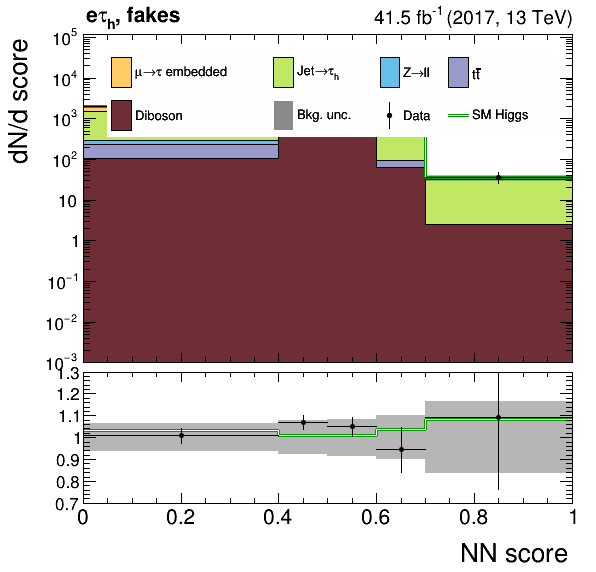 eτh, fakes
41.5 fb⁻¹ (2017, 13 TeV)
dN/d score
10⁵
10⁴
10³
10²
10
1
10⁻¹
10⁻²
10⁻³
μ→τ embedded
Jet→τh
Z→ll
tt̄
Diboson
Bkg. unc.
Data
SM Higgs
1.3
1.2
1.1
1
0.9
0.8
0.7
0
0.2
0.4
0.6
0.8
1
NN score